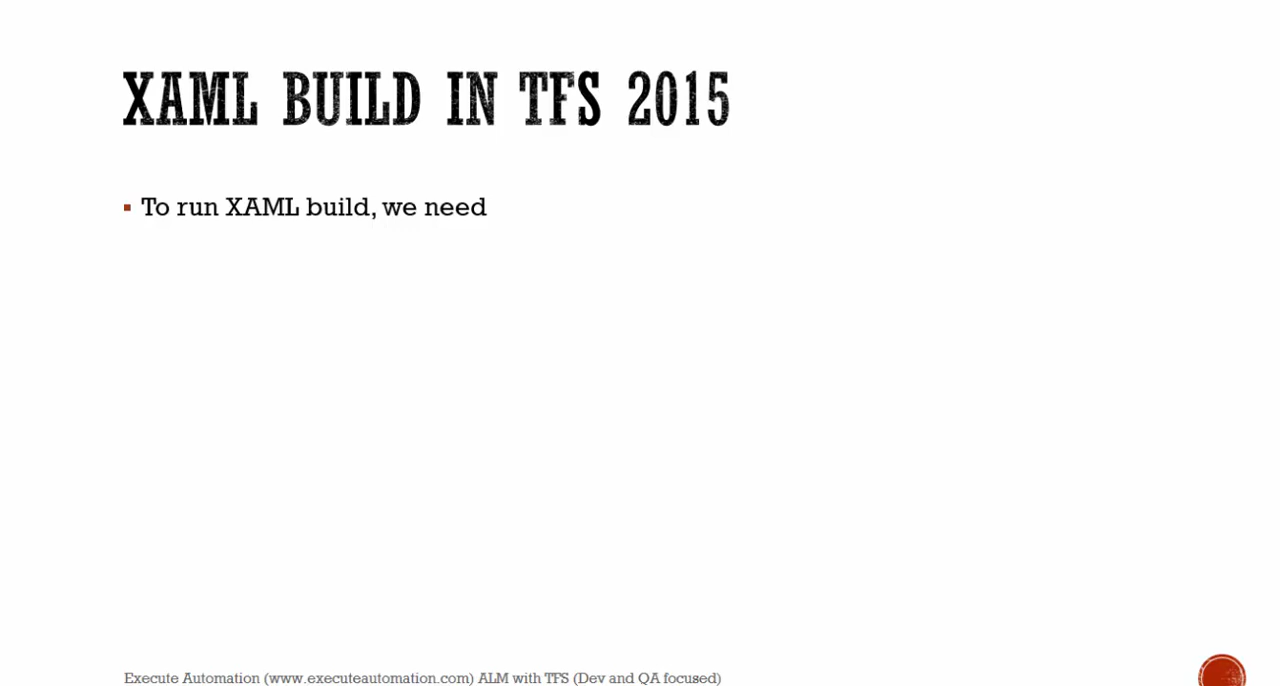 XAML BUILD IN TFS 2015
To run XAML build, we need
Execute Automation (www.executeautomation.com) ALM with TFS (Dev and QA focused)